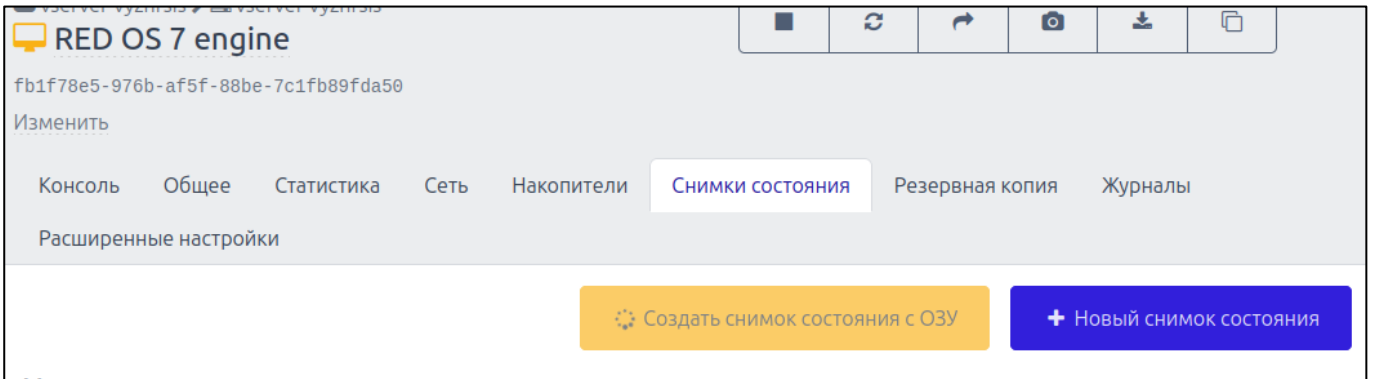 RED OS 7 engine
fb1f78e5-976b-af5f-88be-7c1fb89fda50
Изменить
Консоль Общее Статистика Сеть Накопители Снимки состояния Резервная копия Журналы
Расширенные настройки
Создать снимок состояния с ОЗУ + Новый снимок состояния